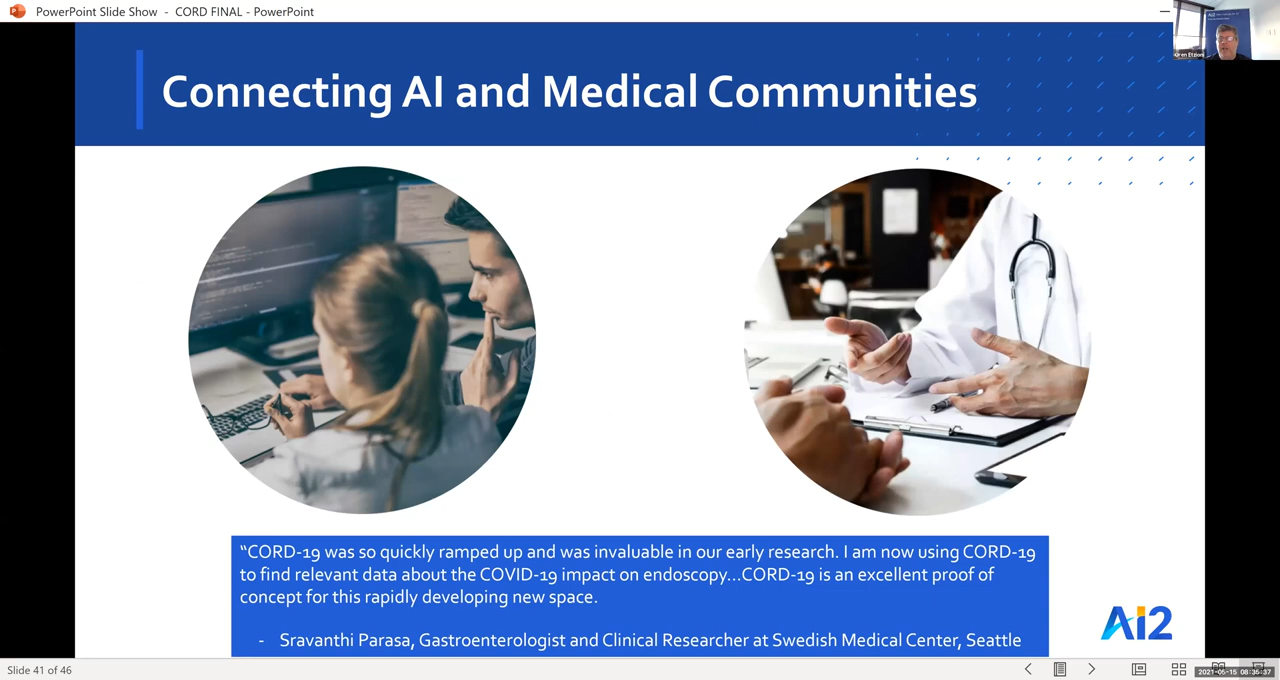 PowerPoint Slide Show - CORD FINAL - PowerPoint
Oren Etzioni
Connecting AI and Medical Communities
“CORD-19 was so quickly ramped up and was invaluable in our early research. I am now using CORD-19
to find relevant data about the COVID-19 impact on endoscopy...CORD-19 is an excellent proof of
concept for this rapidly developing new space.
- Sravanthi Parasa, Gastroenterologist and Clinical Researcher at Swedish Medical Center, Seattle
Ai2
Slide 41 of 46
2021-05-15 08:35:37